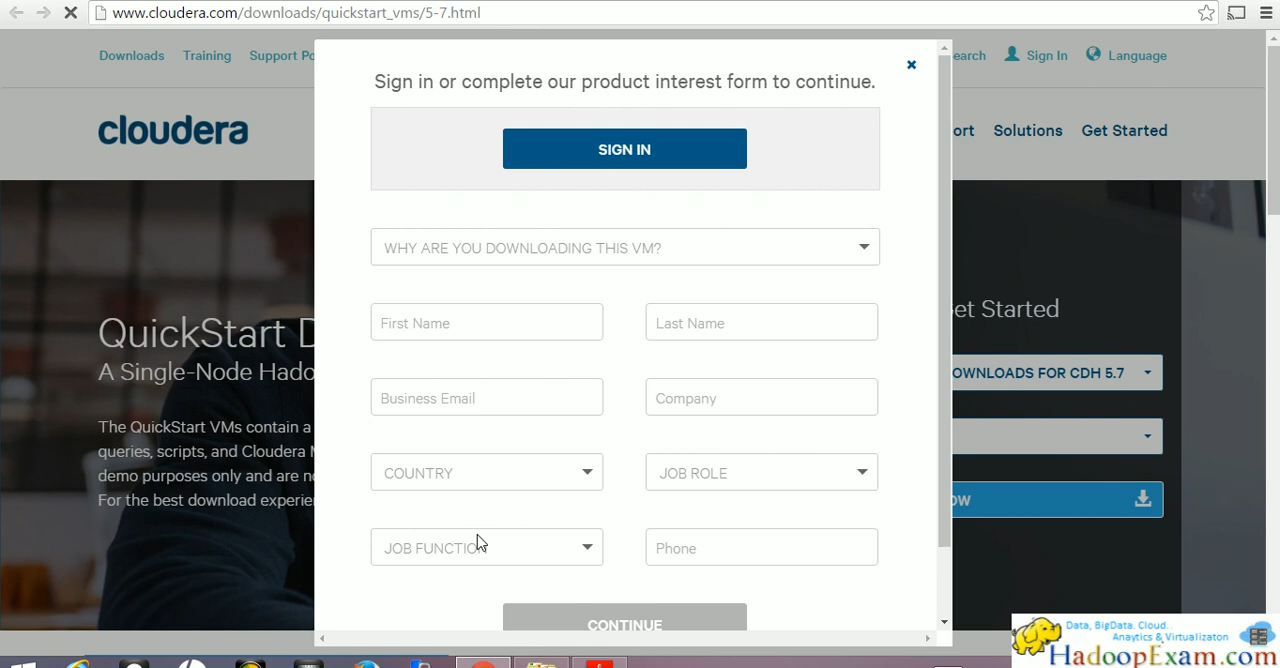 www.cloudera.com/downloads/quickstart_vms/5-7.html
Downloads Training Support Po
earch Sign In Language
cloudera
ort Solutions Get Started
Sign in or complete our product interest form to continue.
SIGN IN
WHY ARE YOU DOWNLOADING THIS VM?
First Name Last Name
Business Email Company
COUNTRY JOB ROLE
JOB FUNCTIO Phone
CONTINUE
QuickStart D
A Single-Node Hado
The QuickStart VMs contain a
queries, scripts, and Cloudera M
demo purposes only and are no
For the best download experien
et Started
OWNLOADS FOR CDH 5.7
OW
Data, BigData. Cloud.
Anaytics & Virtualizaton
HadoopExam.com